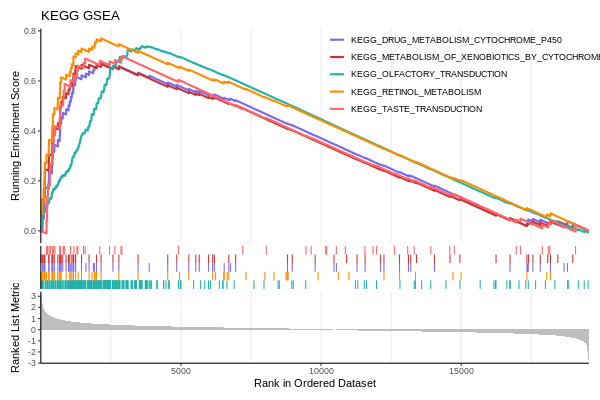 KEGG GSEA
Running Enrichment Score
0.8
0.6
0.4
0.2
0.0
KEGG_DRUG_METABOLISM_CYTOCHROME_P450
KEGG_METABOLISM_OF_XENOBIOTICS_BY_CYTOCHROME
KEGG_OLFACTORY_TRANSDUCTION
KEGG_RETINOL_METABOLISM
KEGG_TASTE_TRANSDUCTION
Ranked List Metric
3
2
1
0
-1
-2
-3
5000 10000 15000
Rank in Ordered Dataset